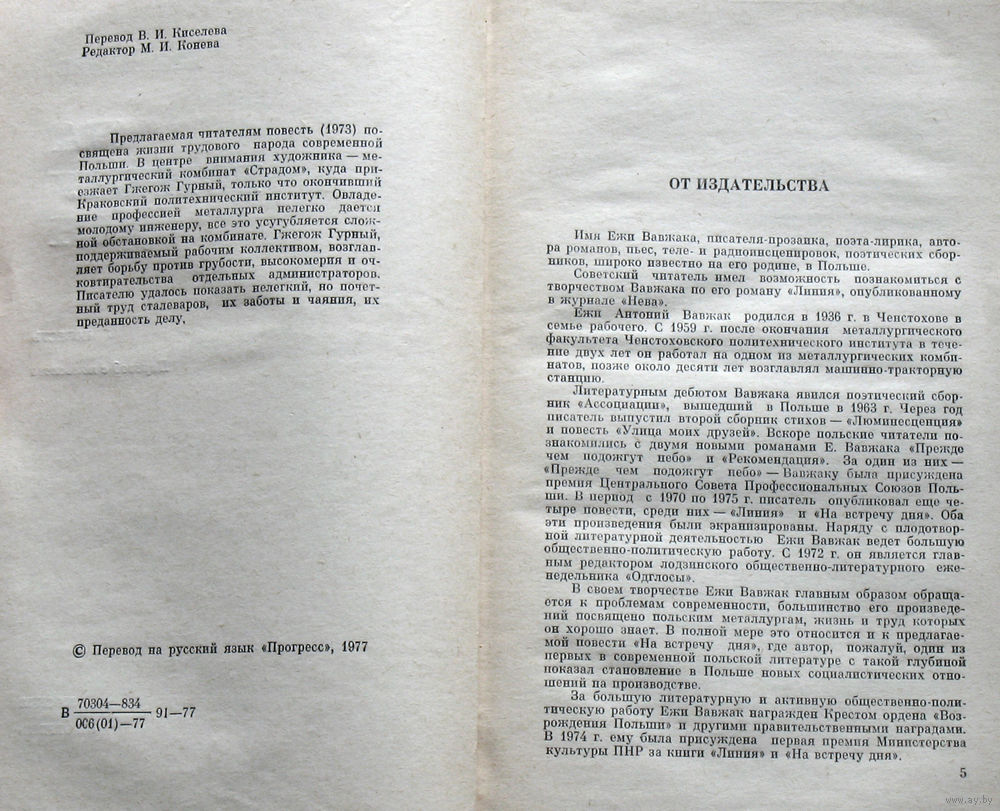 Перевод В. И. Киселева
Редактор М. И. Конева
Предлагаемая читателям повесть (1973) по-
священа жизни трудового народа современной
Польши. В центре внимания художника — ме-
таллургический комбинат «Страдом», куда при-
езжает Гжегож Гурный, только что окончивший
Краковский политехнический институт. Овладе-
ние профессией металлурга нелегко дается
молодому инженеру, все это усугубляется слож-
ной обстановкой на комбинате. Гжегож Гурный,
поддерживаемый рабочим коллективом, возглав-
ляет борьбу против грубости, высокомерия и оч-
ковтирательства отдельных администраторов.
Писателю удалось показать нелегкий, но почет-
ный труд сталеваров, их заботы и чаяния, их
преданность делу,
© Перевод на русский язык «Прогресс», 1977
70304—834
В 91—77
006(01)—77
ОТ ИЗДАТЕЛЬСТВА
Имя Ежи Вавжака, писателя-прозаика, поэта-лирика, авто-
ра романов, пьес, теле- и радиоинсценировок, поэтических сбор-
ников, широко известно на его родине, в Польше.
Советский читатель имел возможность познакомиться с
творчеством Вавжака по его роману «Линия», опубликованному
в журнале «Нева».
Ежи Антоний Вавжак родился в 1936 г. в Ченстохове в
семье рабочего. С 1959 г. после окончания металлургического
факультета Ченстоховского политехнического института в тече-
ние двух лет он работал на одном из металлургических комби-
натов, позже около десяти лет возглавлял машинно-тракторную
станцию.
Литературным дебютом Вавжака явился поэтический сбор-
ник «Ассоциации», вышедший в Польше в 1963 г. Через год
писатель выпустил второй сборник стихов — «Люминесценция»
и повесть «Улица моих друзей». Вскоре польские читатели по-
знакомились с двумя новыми романами Е. Вавжака «Прежде
чем подожгут небо» и «Рекомендация». За один из них —
«Прежде чем подожгут небо» — Вавжаку была присуждена
премия Центрального Совета Профессиональных Союзов Поль-
ши. В период с 1970 по 1975 г. писатель опубликовал еще че-
тыре повести, среди них — «Линия» и «На встречу дня». Оба
эти произведения были экранизированы. Наряду с плодотвор-
ной литературной деятельностью Ежи Вавжак ведет большую
общественно-политическую работу. С 1972 г. он является глав-
ным редактором лодзинского общественно-литературного еже-
недельника «Одглосы».
В своем творчестве Ежи Вавжак главным образом обраща-
ется к проблемам современности, большинство его произведе-
ний посвящено польским металлургам, жизнь и труд которых
он хорошо знает. В полной мере это относится и к предлагае-
мой повести «На встречу дня», где автор, пожалуй, один из
первых в современной польской литературе с такой глубиной
показал становление в Польше новых социалистических отно-
шений на производстве.
За большую литературную и активную общественно-поли-
тическую работу Ежи Вавжак награжден Крестом ордена «Воз-
рождения Польши» и другими правительственными наградами.
В 1974 г. ему была присуждена первая премия Министерства
культуры ПНР за книги «Линия» и «На встречу дня».
5
www.ay.by